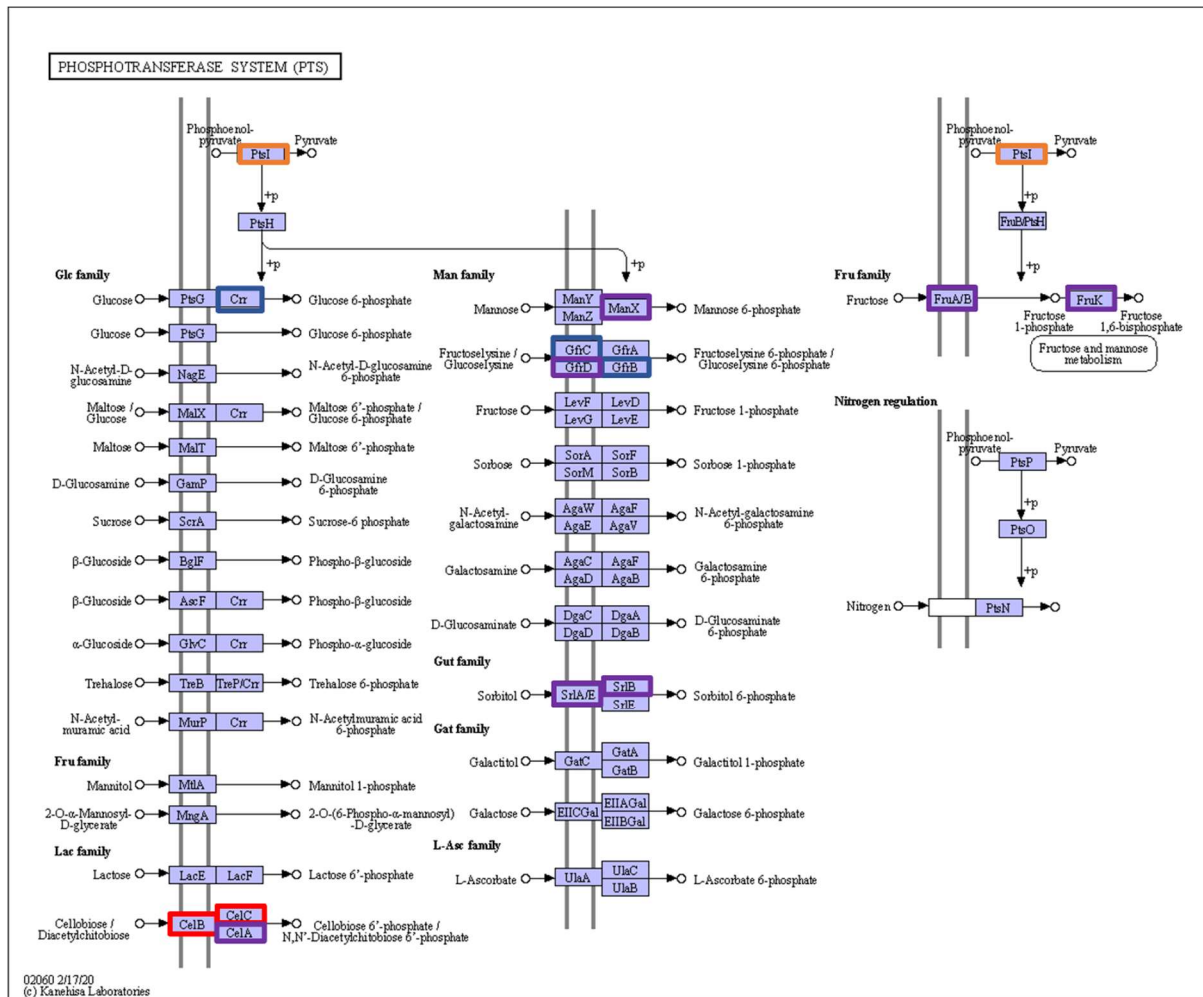 PHOSPHOTRANSFERASE SYSTEM (PTS)
Phosphoenol-
pyruvate
Pyruvate
PtsI
+p
PtsH
+p
+p
Glc family
Glucose
PtsG
Crr
Glucose 6-phosphate
Glucose
PtsG
Glucose 6-phosphate
N-Acetyl-D-
glucosamine
NagE
N-Acetyl-D-glucosamine
6-phosphate
Maltose /
Glucose
MalX
Crr
Maltose 6'-phosphate /
Glucose 6-phosphate
Maltose
MalT
Maltose 6'-phosphate
D-Glucosamine
GamP
D-Glucosamine
6-phosphate
Sucrose
ScrA
Sucrose-6 phosphate
β-Glucoside
BglF
Phospho-β-glucoside
β-Glucoside
AscF
Crr
Phospho-β-glucoside
α-Glucoside
GlvC
Crr
Phospho-α-glucoside
Trehalose
TreB
TreP/Crr
Trehalose 6-phosphate
N-Acetyl-
muramic acid
MurP
Crr
N-Acetylmuramic acid
6-phosphate
Fru family
Mannitol
MtlA
Mannitol 1-phosphate
2-O-α-Mannosyl-
D-glycerate
MngA
2-O-(6-Phospho-α-mannosyl)
-D-glycerate
Lac family
Lactose
LacE
LacF
Lactose 6'-phosphate
Cellobiose /
Diacetylchitobiose
CelB
CelC
CelA
Cellobiose 6'-phosphate /
N,N'-Diacetylchitobiose 6'-phosphate
Man family
Mannose
ManY
ManZ
ManX
Mannose 6-phosphate
Fructoselysine /
Glucoselysine
GfrC
GfrA
GfrD
GfrB
Fructoselysine 6-phosphate /
Glucoselysine 6-phosphate
Fructose
LevF
LevD
LevG
LevE
Fructose 1-phosphate
Sorbose
SorA
SorF
SorM
SorB
Sorbose 1-phosphate
N-Acetyl-
galactosamine
AgaW
AgaF
AgaE
AgaV
N-Acetyl-galactosamine
6-phosphate
Galactosamine
AgaC
AgaF
AgaD
AgaB
Galactosamine
6-phosphate
D-Glucosaminate
DgaC
DgaA
DgaD
DgaB
D-Glucosaminate
6-phosphate
Gut family
Sorbitol
SrlA/E
SrlB
SrlE
Sorbitol 6-phosphate
Gat family
Galactitol
GatC
GatA
GatB
Galactitol 1-phosphate
Galactose
EIICGal
EIIAGal
EIIBGal
Galactose 6-phosphate
L-Asc family
L-Ascorbate
UlaA
UlaC
UlaB
L-Ascorbate 6-phosphate
Phosphoenol-
pyruvate
Pyruvate
PtsI
+p
FruB/PtsH
+p
Fru family
Fructose
FruA/B
FruK
Fructose
1-phosphate
Fructose
1,6-bisphosphate
Fructose and mannose
metabolism
Nitrogen regulation
Phosphoenol-
pyruvate
Pyruvate
PtsP
+p
PtsO
+p
Nitrogen
PtsN
02060 2/17/20
(c) Kanehisa Laboratories